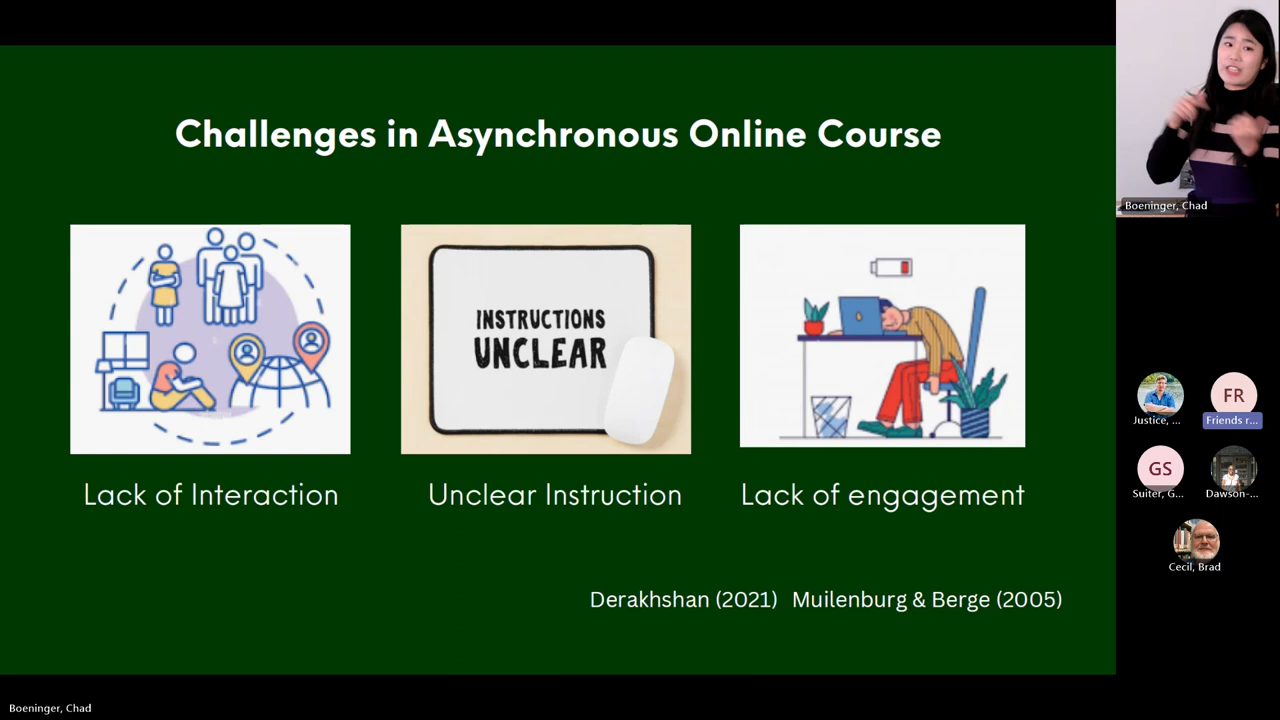 Challenges in Asynchronous Online Course
INSTRUCTIONS
UNCLEAR
Lack of Interaction
Unclear Instruction
Lack of engagement
Derakhshan (2021) Muilenburg & Berge (2005)
Boeninger, Chad
Justice, ...
FR
Friends r...
GS
Suiter, G...
Dawson-...
Cecil, Brad
Boeninger, Chad